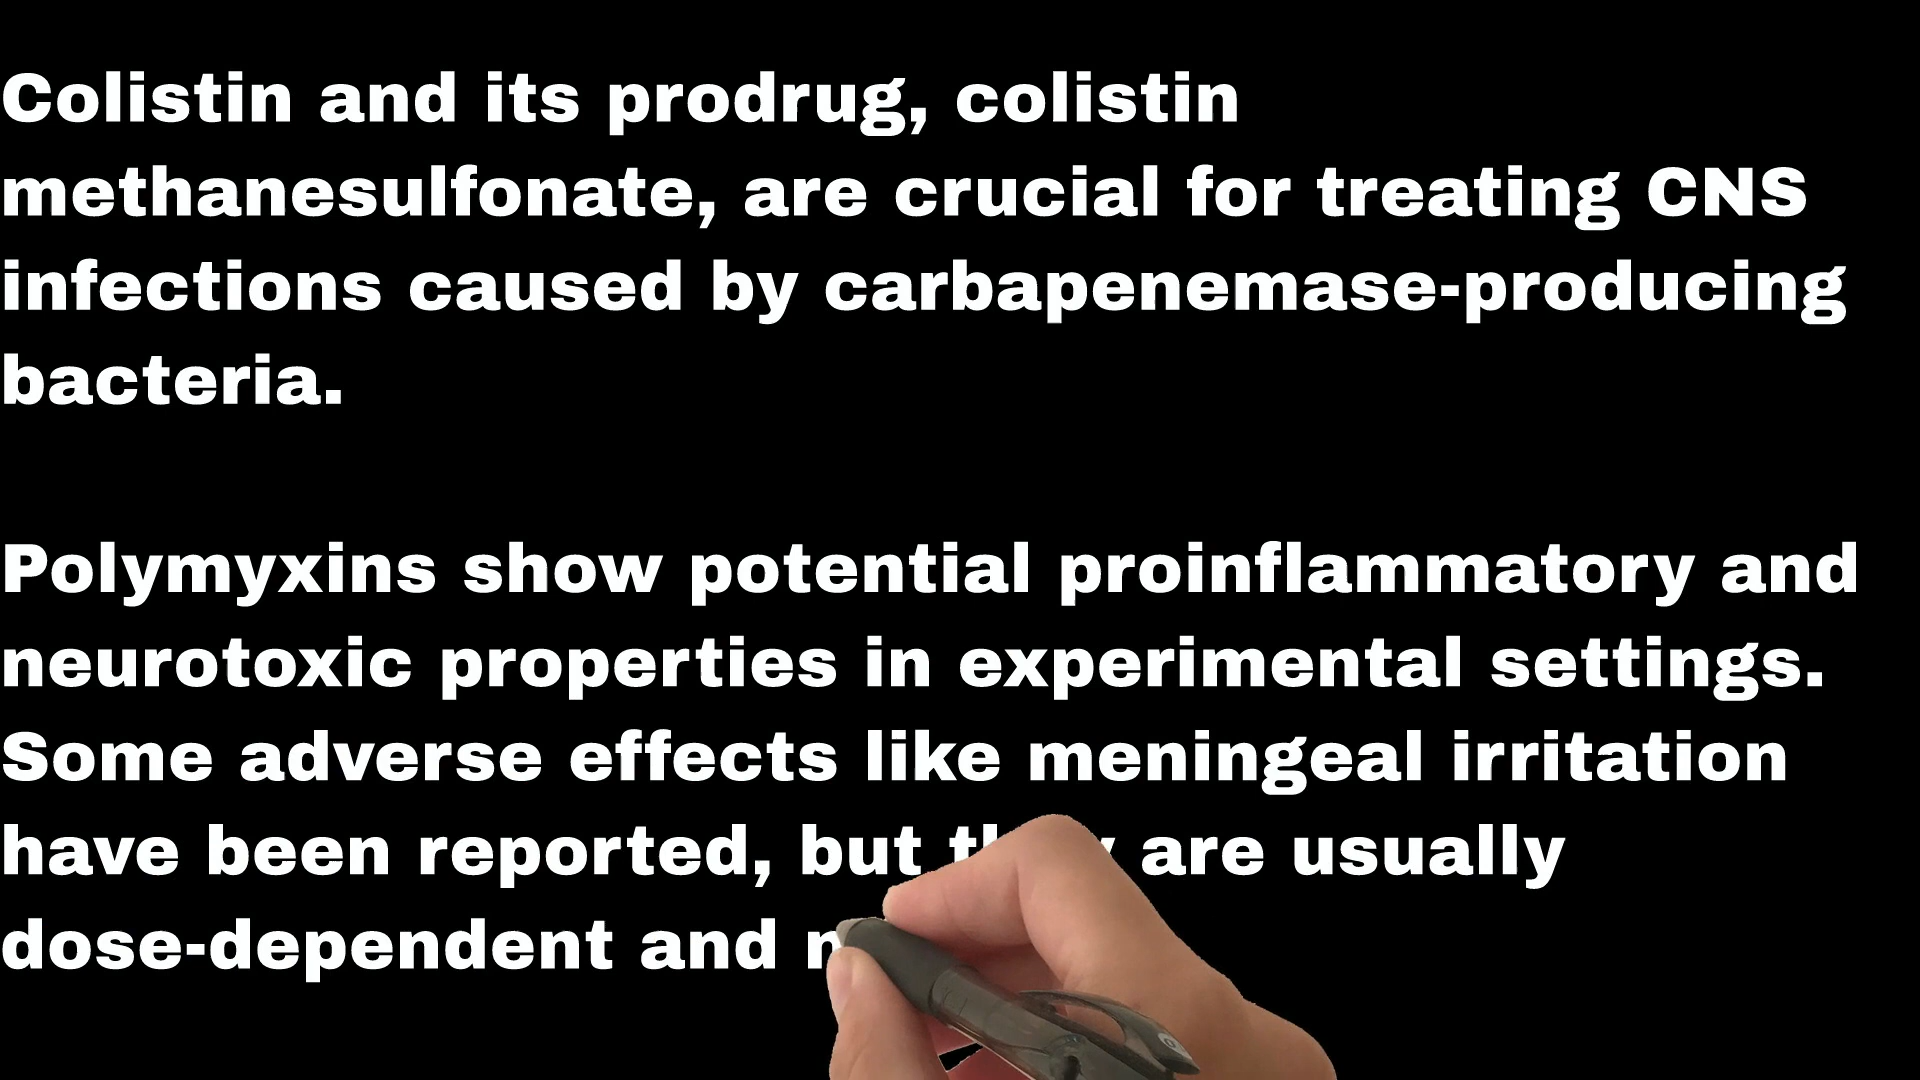 Colistin and its prodrug, colistin
methanesulfonate, are crucial for treating CNS
infections caused by carbapenemase-producing
bacteria.
Polymyxins show potential proinflammatory and
neurotoxic properties in experimental settings.
Some adverse effects like meningeal irritation
have been reported, but they are usually
dose-dependent and